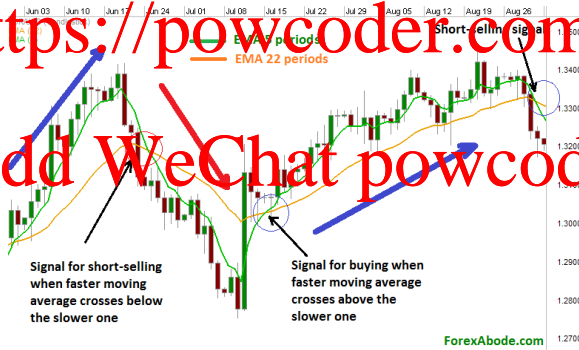 Jun 03 Jun 10 Jun 17 Jun 24 Jul 01 Jul 08 Jul 15 Jul 22 Jul 29 Aug 05 Aug 12 Aug 19 Aug 26
https://powcoder.com
Short-selling signal
EMA 5 periods
EMA 22 periods
1.3300
1.3200
Add WeChat powcoder
1.3100
1.3000
Signal for short-selling
when faster moving
average crosses below
the slower one
Signal for buying when
faster moving average
crosses above the
slower one
1.2900
1.2800
1.2700
ForexAbode.com